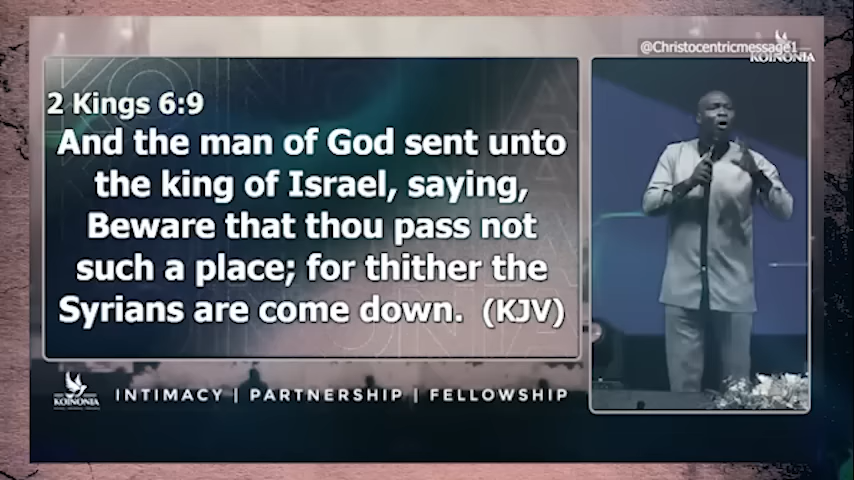 @Christocentricmessage1
KOINONIA
2 Kings 6:9
And the man of God sent unto
the king of Israel, saying,
Beware that thou pass not
such a place; for thither the
Syrians are come down. (KJV)
KOINONIA
INTIMACY | PARTNERSHIP | FELLOWSHIP